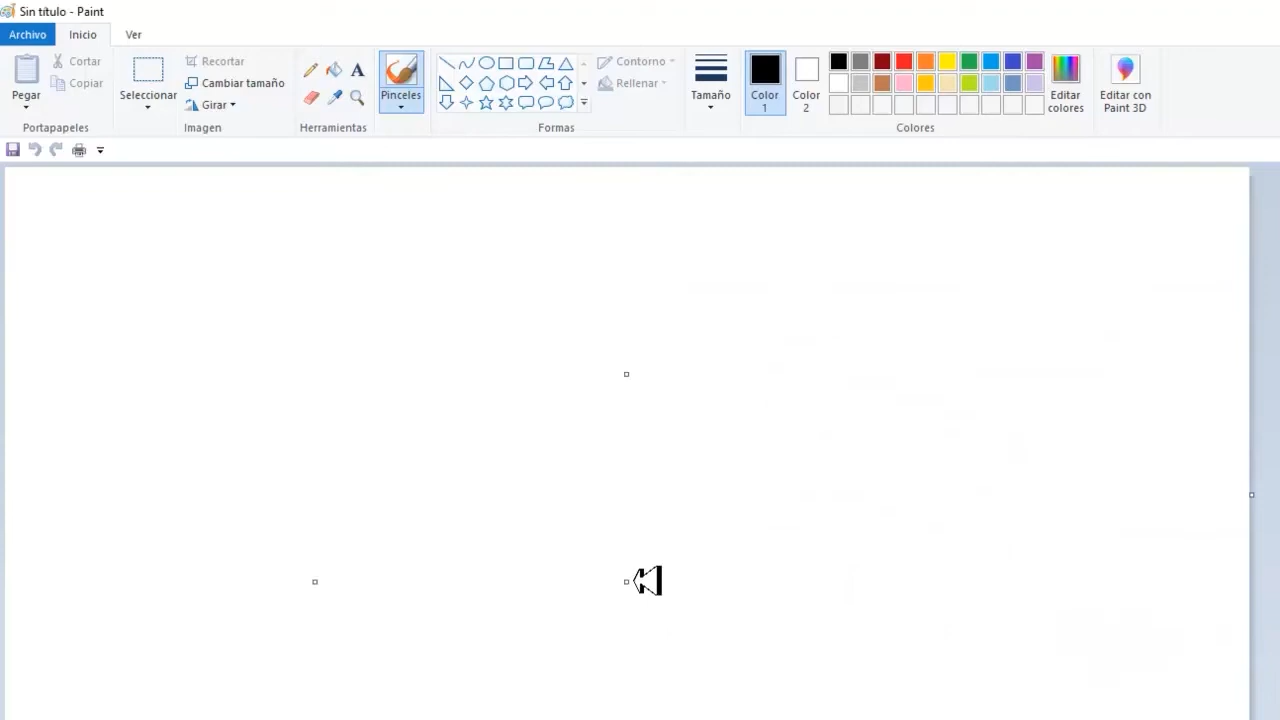 Sin título - Paint
Archivo Inicio Ver
Pegar
Cortar
Copiar
Portapapeles
Seleccionar
Recortar
Cambiar tamaño
Girar
Imagen
A
Herramientas
Pinceles
Contorno
Rellenar
Formas
Tamaño
Color
1
Color
2
Editar
colores
Colores
Editar con
Paint 3D